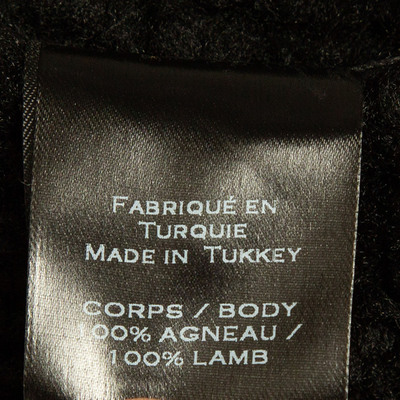 FABRIQUÉ EN
TURQUIE
MADE IN TUKKEY
CORPS / BODY
100% AGNEAU /
100% LAMB